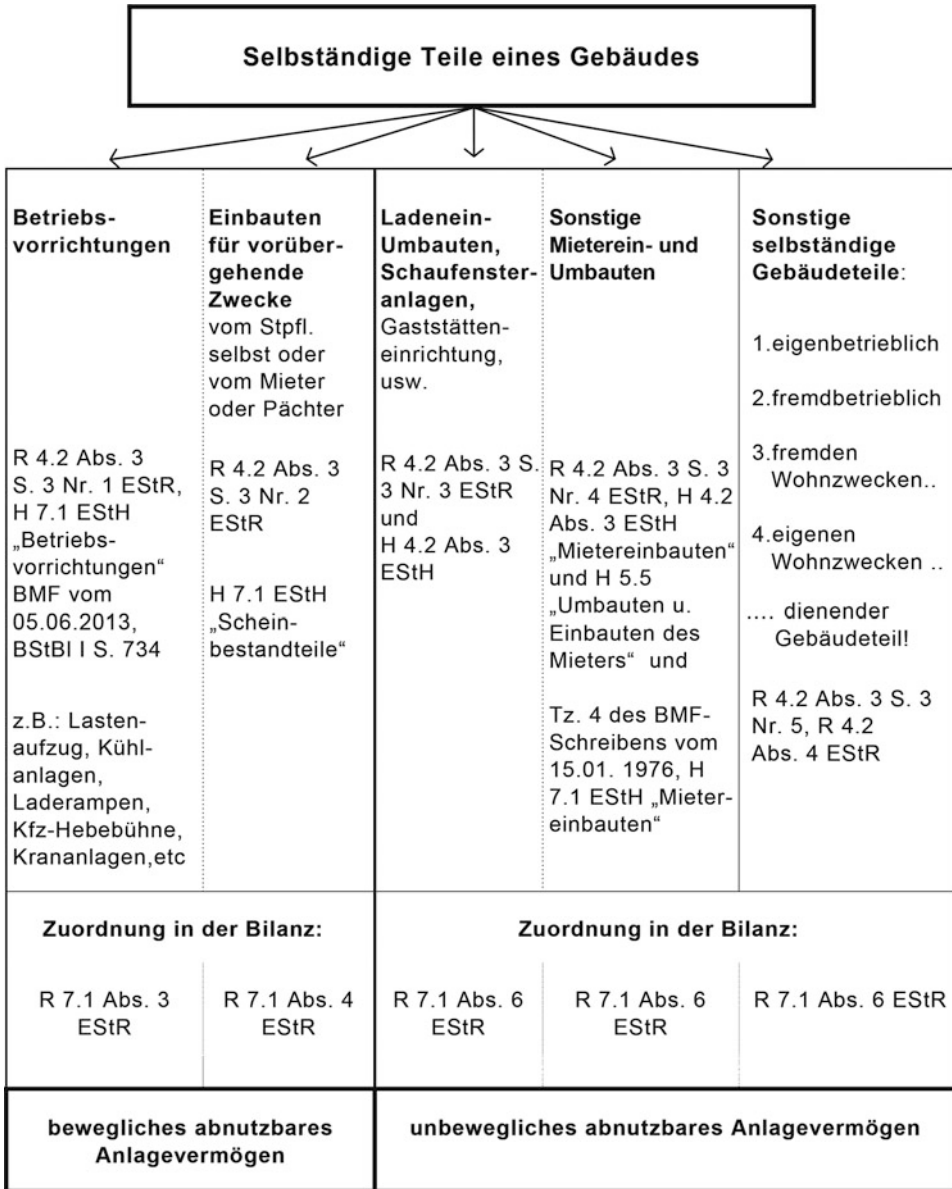 Selbständige Teile eines Gebäudes
Betriebs-
vorrichtungen
R 4.2 Abs. 3
S. 3 Nr. 1 EStR,
H 7.1 EStH
„Betriebs-
vorrichtungen“
BMF vom
05.06.2013,
BStBl I S. 734
z.B.: Lasten-
aufzug, Kühl-
anlagen,
Laderampen,
Kfz-Hebebühne,
Krananlagen,etc
Einbauten
für vorüber-
gehende
Zwecke
vom Stpfl.
selbst oder
vom Mieter
oder Pächter
R 4.2 Abs. 3
S. 3 Nr. 2
EStR
H 7.1 EStH
„Schein-
bestandteile“
Ladenein-
Umbauten,
Schaufenster-
anlagen,
Gaststätten-
einrichtung,
usw.
R 4.2 Abs. 3 S.
3 Nr. 3 EStR
und
H 4.2 Abs. 3
EStH
Sonstige
Mieterein- und
Umbauten
R 4.2 Abs. 3 S. 3
Nr. 4 EStR, H 4.2
Abs. 3 EStH
„Mietereinbauten“
und H 5.5
„Umbauten u.
Einbauten des
Mieters“ und
Tz. 4 des BMF-
Schreibens vom
15.01. 1976, H
7.1 EStH „Mieter-
einbauten“
Sonstige
selbständige
Gebäudeteile:
1.eigenbetrieblich
2.fremdbetrieblich
3.fremden
Wohnzwecken..
4.eigenen
Wohnzwecken ..
.... dienender
Gebäudeteil!
R 4.2 Abs. 3 S. 3
Nr. 5, R 4.2
Abs. 4 EStR
Zuordnung in der Bilanz:
Zuordnung in der Bilanz:
R 7.1 Abs. 3
EStR
R 7.1 Abs. 4
EStR
R 7.1 Abs. 6
EStR
R 7.1 Abs. 6
EStR
R 7.1 Abs. 6 EStR
bewegliches abnutzbares
Anlagevermögen
unbewegliches abnutzbares Anlagevermögen